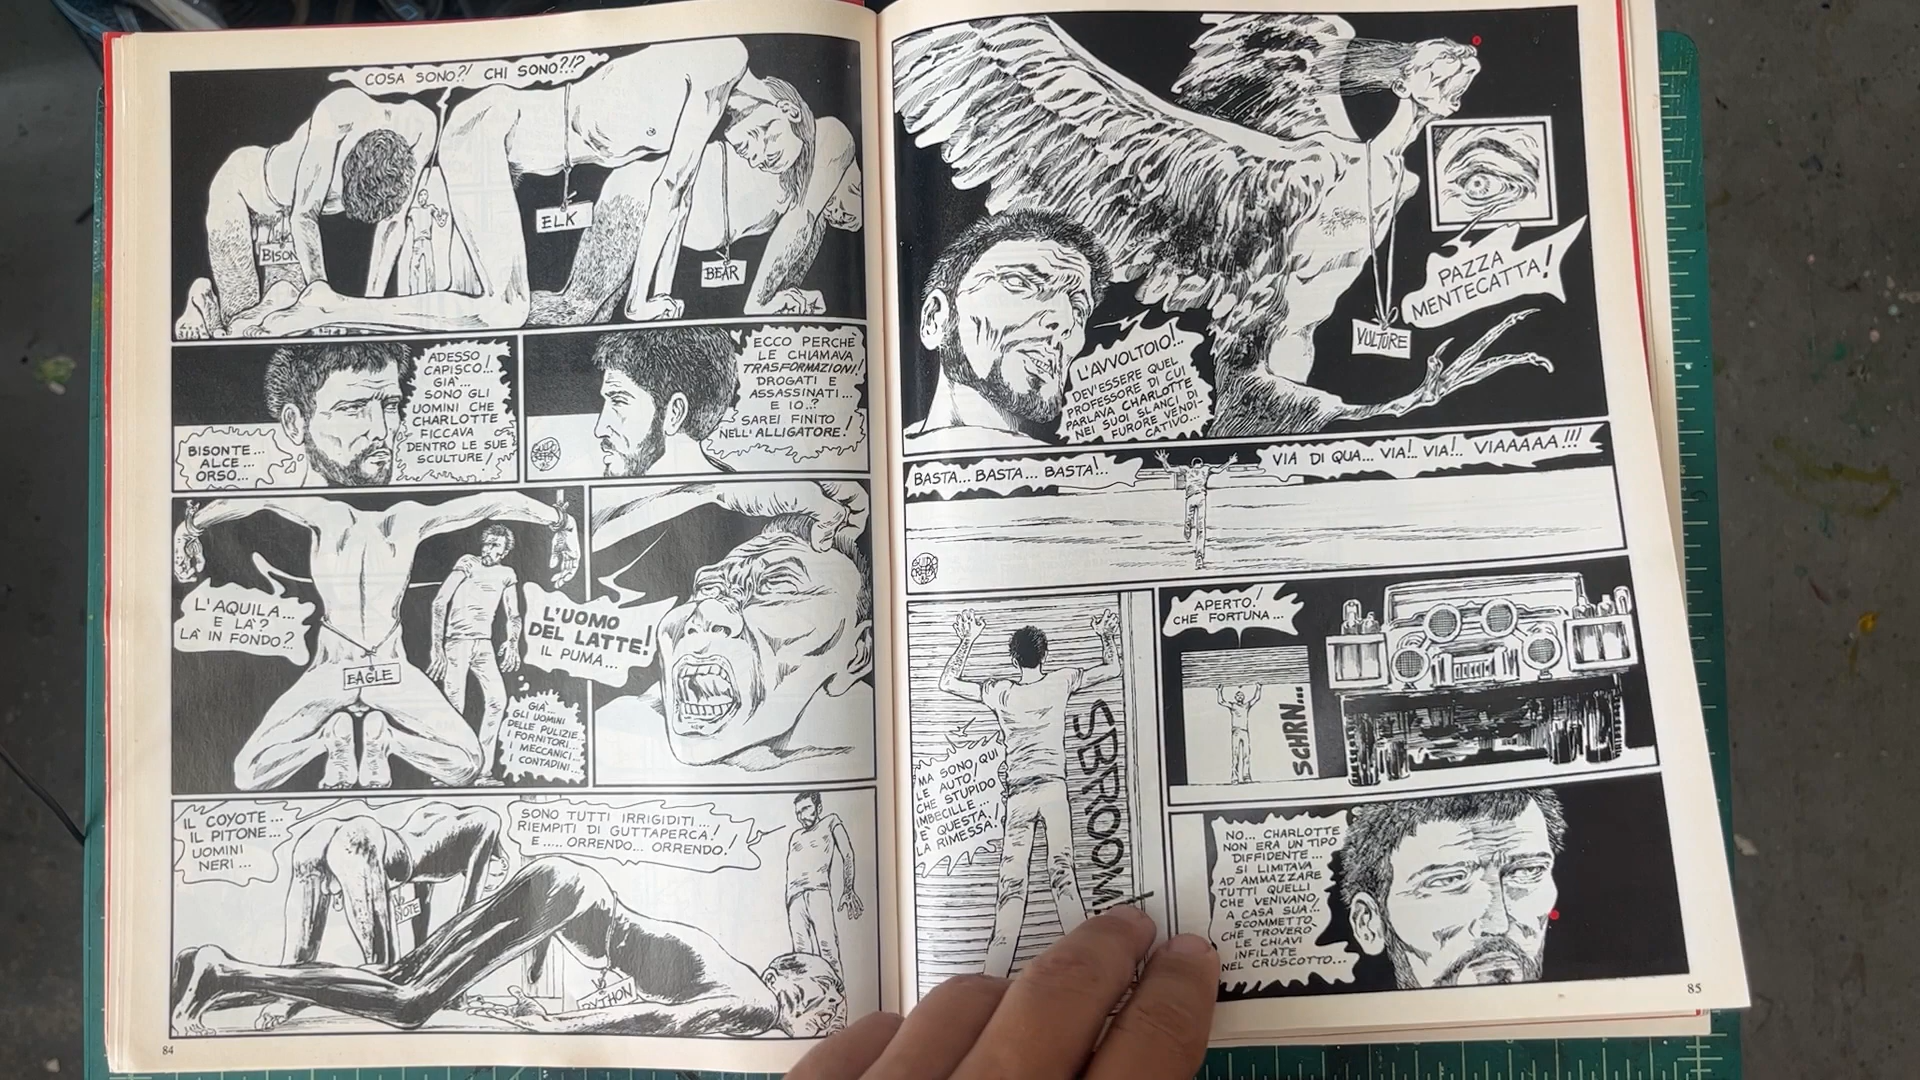 COSA SONO?! CHI SONO?!?
BISON
ELK
BEAR
BISONTE...
ALCE...
ORSO...
ADESSO
CAPISCO!..
GIA'...
SONO GLI
UOMINI CHE
CHARLOTTE
FICCAVA
DENTRO LE SUE
SCULTURE!
ECCO PERCHÈ
LE CHIAMAVA
TRASFORMAZIONI!
DROGATI E
ASSASSINATI...
E IO..?
SAREI FINITO
NELL'ALLIGATORE!
GUIDO
CREPAX
L'AQUILA...
E LÀ?
LÀ IN FONDO?
EAGLE
GIÀ...
GLI UOMINI
DELLE PULIZIE..
I FORNITORI...
I MECCANICI...
I CONTADINI...
L'UOMO
DEL LATTE!
IL PUMA...
IL COYOTE...
IL PITONE...
UOMINI
NERI...
SONO TUTTI IRRIGIDITI...
RIEMPITI DI GUTTAPERCA!
E..... ORRENDO... ORRENDO!
PYTHON
84
PAZZA
MENTECATTA!
VULTURE
L'AVVOLTOIO!..
DEV'ESSERE QUEL
PROFESSORE DI CUI
PARLAVA CHARLOTTE
NEI SUOI SLANCI DI
FURORE VENDI-
CATIVO...
BASTA... BASTA... BASTA!..
VIA DI QUA... VIA!.. VIA!.. VIAAAAA!!!
GUIDO
CREPAX
MA SONO QUI
LE AUTO!
CHE STUPIDO
IMBECILLE...
È QUESTA
LA RIMESSA!
SBROOM
APERTO!
CHE FORTUNA...
SCHRN...
NO... CHARLOTTE
NON ERA UN TIPO
DIFFIDENTE...
SI LIMITAVA
AD AMMAZZARE
TUTTI QUELLI
CHE VENIVANO
A CASA SUA!..
SCOMMETTO
CHE TROVERÒ
LE CHIAVI
INFILATE
NEL CRUSCOTTO...
85